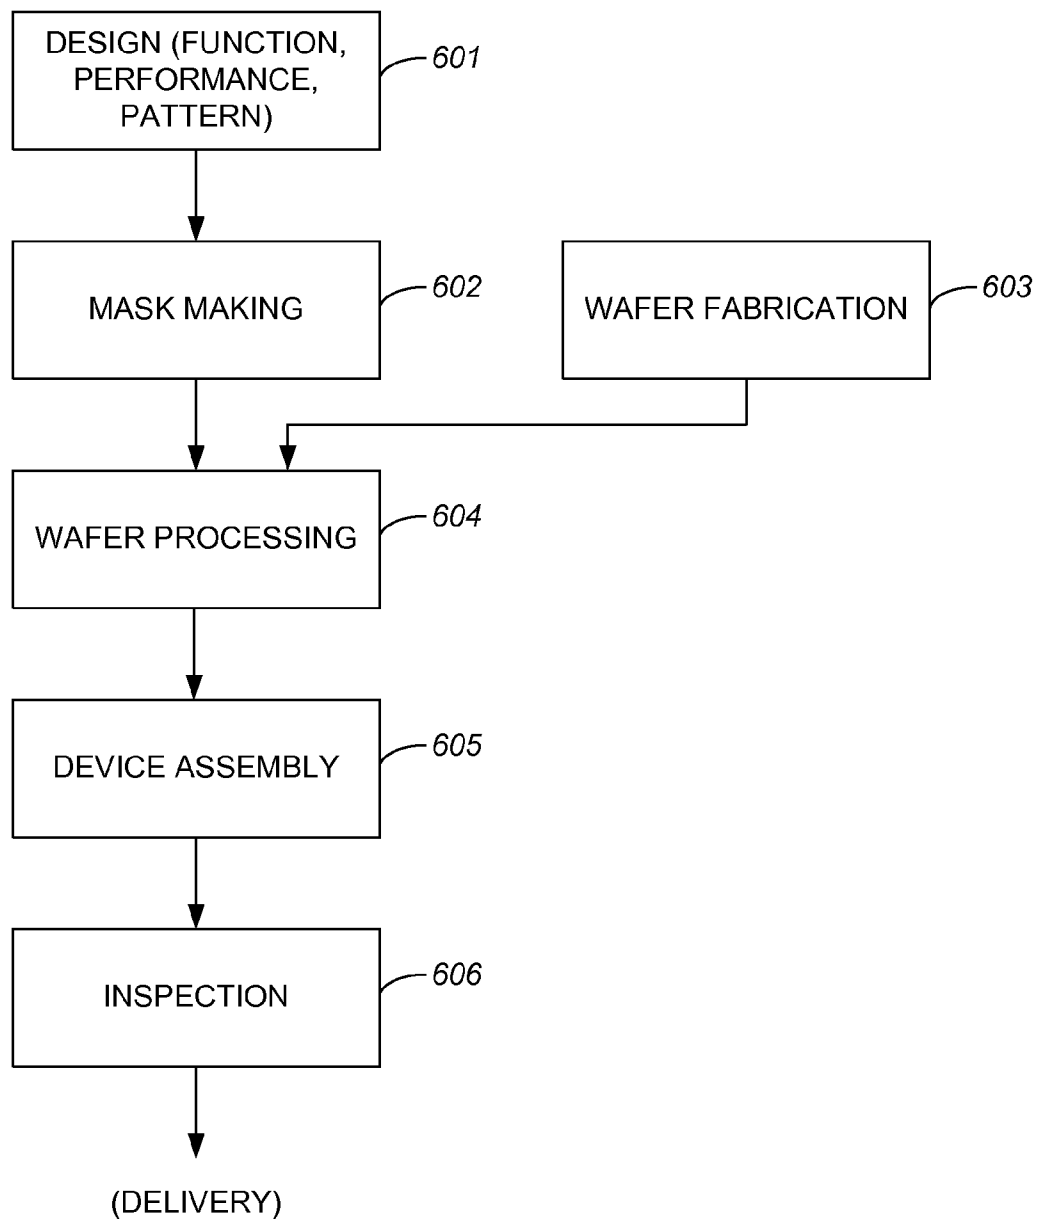 DESIGN (FUNCTION,
PERFORMANCE,
PATTERN)
601
MASK MAKING
602
WAFER FABRICATION
603
WAFER PROCESSING
604
DEVICE ASSEMBLY
605
INSPECTION
606
(DELIVERY)